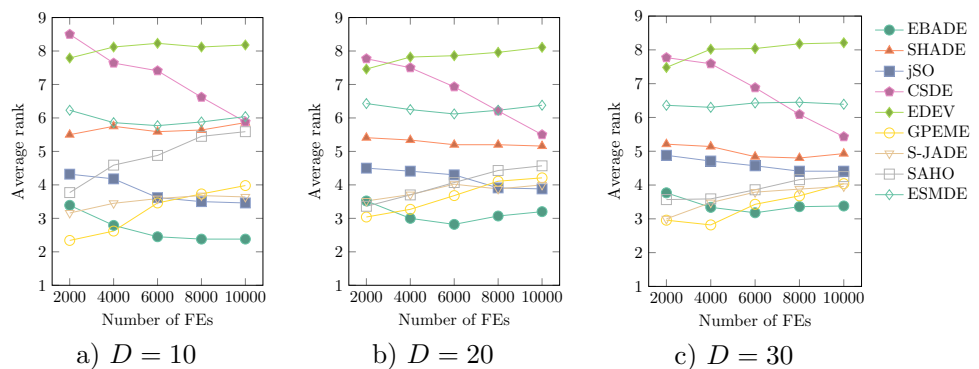 9
8
7
6
5
4
3
2
1
Average rank
2000 4000 6000 8000 10000
Number of FEs
a) D = 10
9
8
7
6
5
4
3
2
1
Average rank
2000 4000 6000 8000 10000
Number of FEs
b) D = 20
9
8
7
6
5
4
3
2
1
Average rank
2000 4000 6000 8000 10000
Number of FEs
c) D = 30
EBADE
SHADE
jSO
CSDE
EDEV
GPEME
S-JADE
SAHO
ESMDE